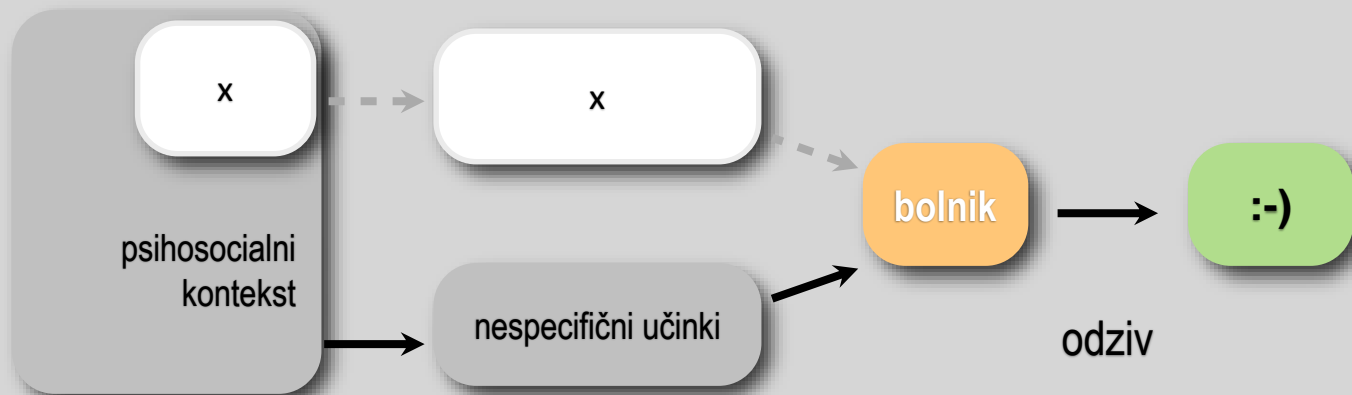 x
x
bolnik
:-)
psihosocialni
kontekst
nespecifični učinki
odziv